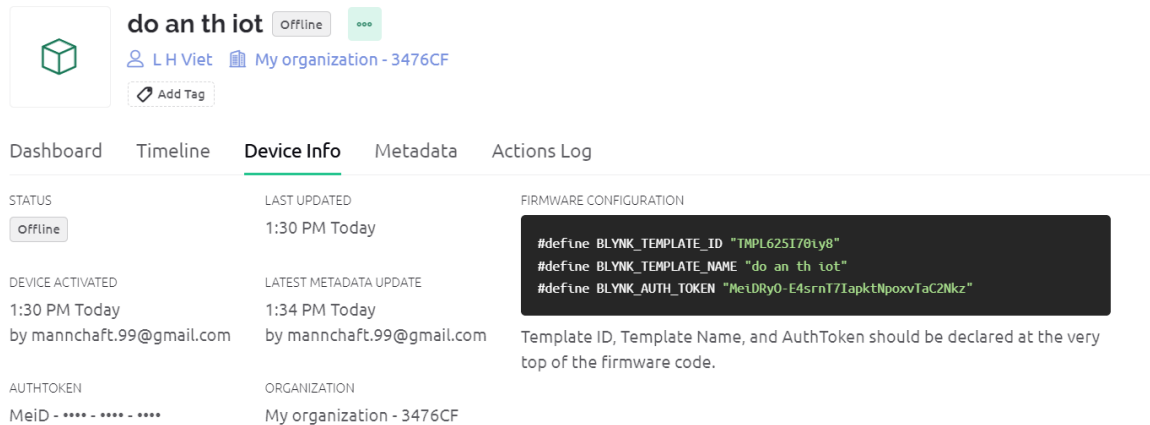 do an th iot Offline
L H Viet My organization - 3476CF
Add Tag
Dashboard Timeline Device Info Metadata Actions Log
STATUS
Offline
LAST UPDATED
1:30 PM Today
DEVICE ACTIVATED
1:30 PM Today
by mannchaft.99@gmail.com
LATEST METADATA UPDATE
1:34 PM Today
by mannchaft.99@gmail.com
AUTHTOKEN
MeiD - •••• - •••• - ••••
ORGANIZATION
My organization - 3476CF
FIRMWARE CONFIGURATION
#define BLYNK_TEMPLATE_ID "TMPL625I70iy8"
#define BLYNK_TEMPLATE_NAME "do an th iot"
#define BLYNK_AUTH_TOKEN "MeiDRyO-E4srnT7IapktNpoxvTaC2Nkz"
Template ID, Template Name, and AuthToken should be declared at the very
top of the firmware code.